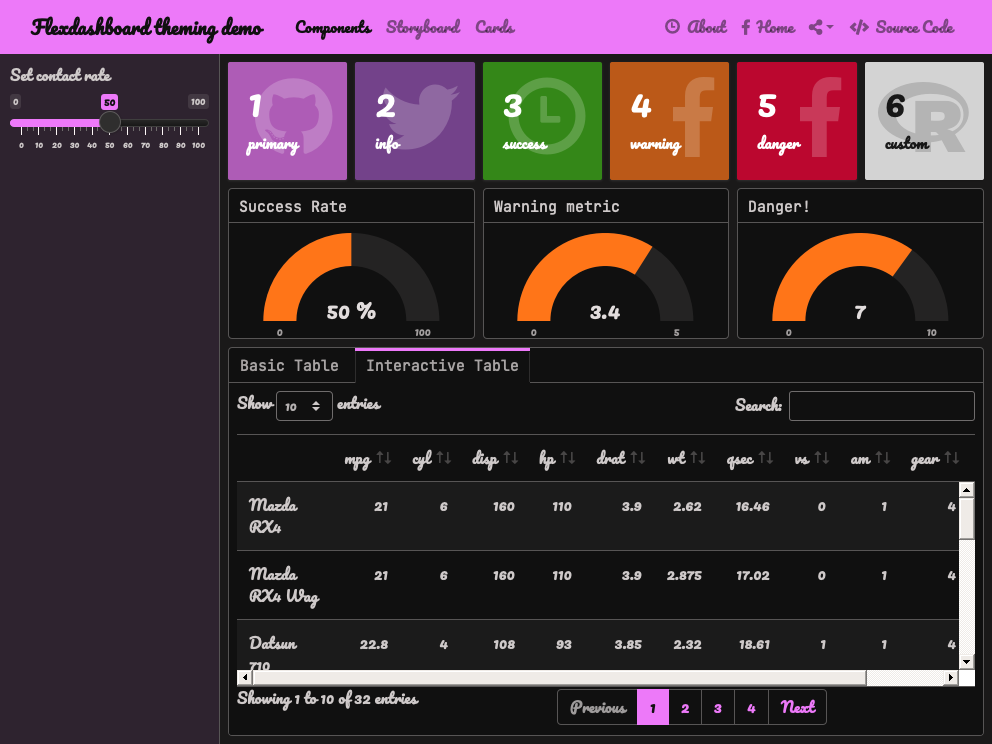 Flexdashboard theming demo Components Storyboard Cards About Home Source Code
Set contact rate
0 50 100
0 10 20 30 40 50 60 70 80 90 100
1 2 3 4 5 6
primary info success warning danger custom
Success Rate Warning metric Danger!
50 % 3.4 7
0 100 0 5 0 10
Basic Table Interactive Table
Show 10 entries Search:
mpg cyl disp hp drat wt qsec vs am gear
Mazda 21 6 160 110 3.9 2.62 16.46 0 1 4
RX4
Mazda 21 6 160 110 3.9 2.875 17.02 0 1 4
RX4 Wag
Datsun 22.8 4 108 93 3.85 2.32 18.61 1 1 4
710
Showing 1 to 10 of 32 entries Previous 1 2 3 4 Next